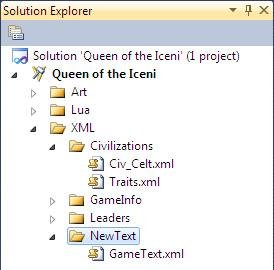 Solution Explorer
Solution 'Queen of the Iceni' (1 project)
Queen of the Iceni
Art
Lua
XML
Civilizations
Civ_Celt.xml
Traits.xml
GameInfo
Leaders
NewText
GameText.xml